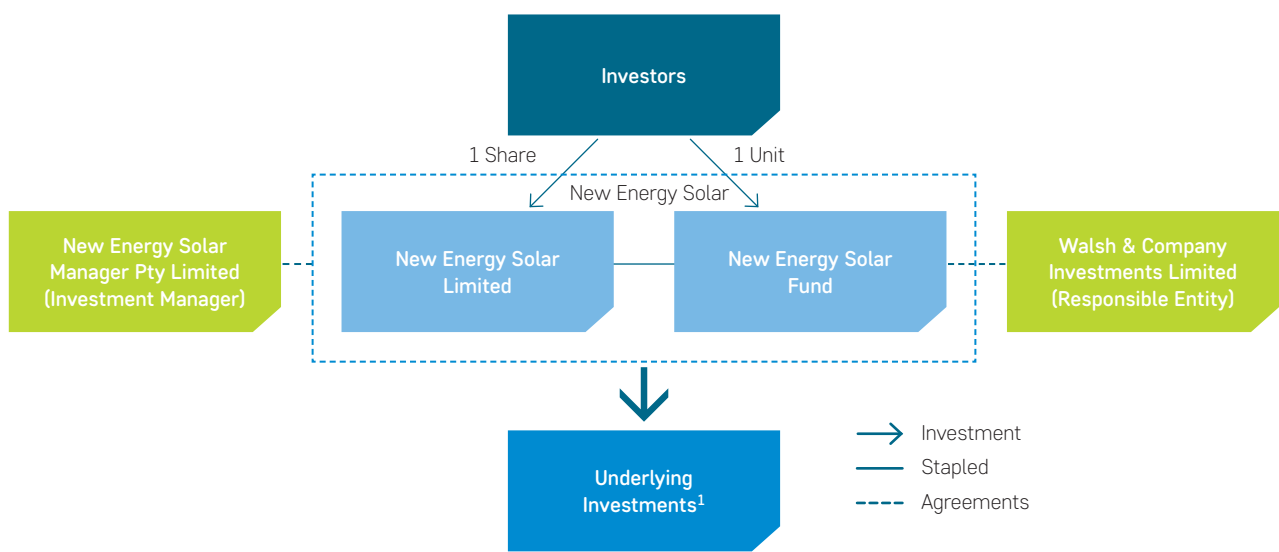 Investors
1 Share
1 Unit
New Energy Solar
New Energy Solar
Manager Pty Limited
(Investment Manager)
New Energy Solar
Limited
New Energy Solar
Fund
Walsh & Company
Investments Limited
(Responsible Entity)
Underlying
Investments¹
Investment
Stapled
Agreements